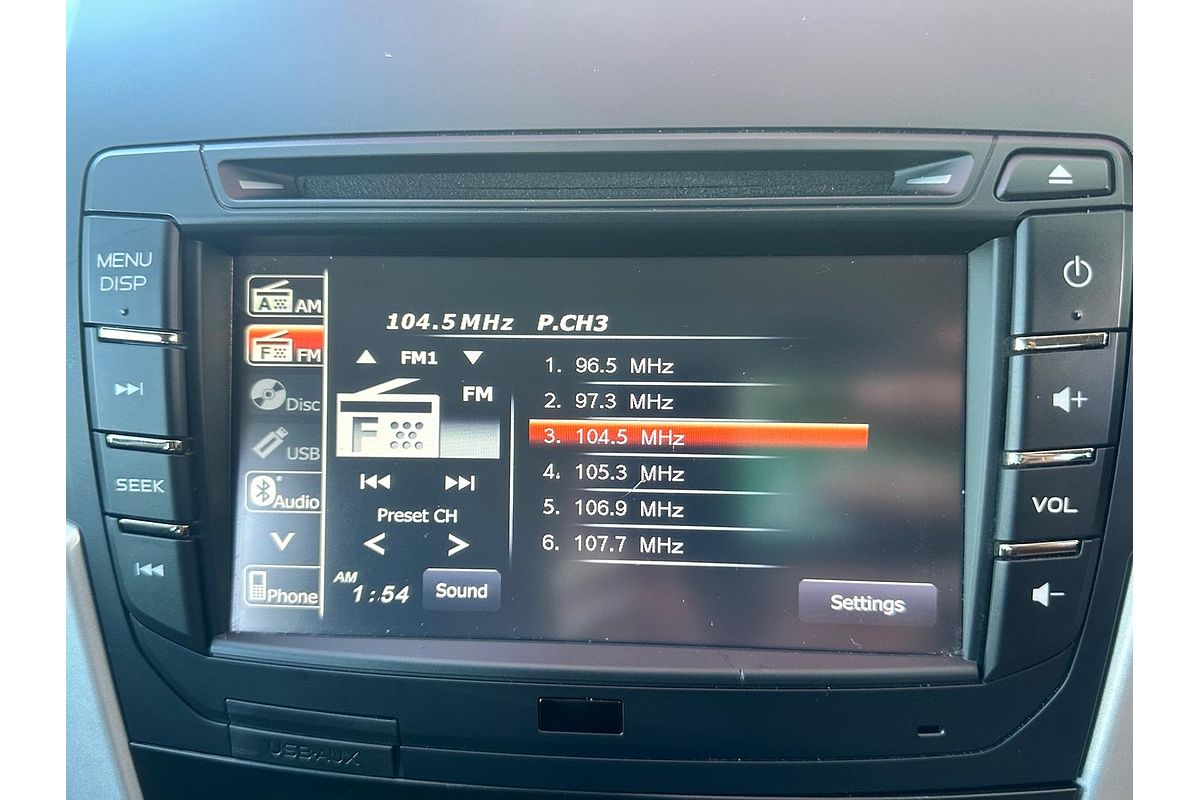 MENU
DISP
SEEK
VOL
A AM
F FM
Disc
USB
Audio
Phone
104.5MHz P.CH3
FM1
FM
F
Preset CH
AM
1:54
Sound
1. 96.5 MHz
2. 97.3 MHz
3. 104.5 MHz
4. 105.3 MHz
5. 106.9 MHz
6. 107.7 MHz
Settings
USB·AUX